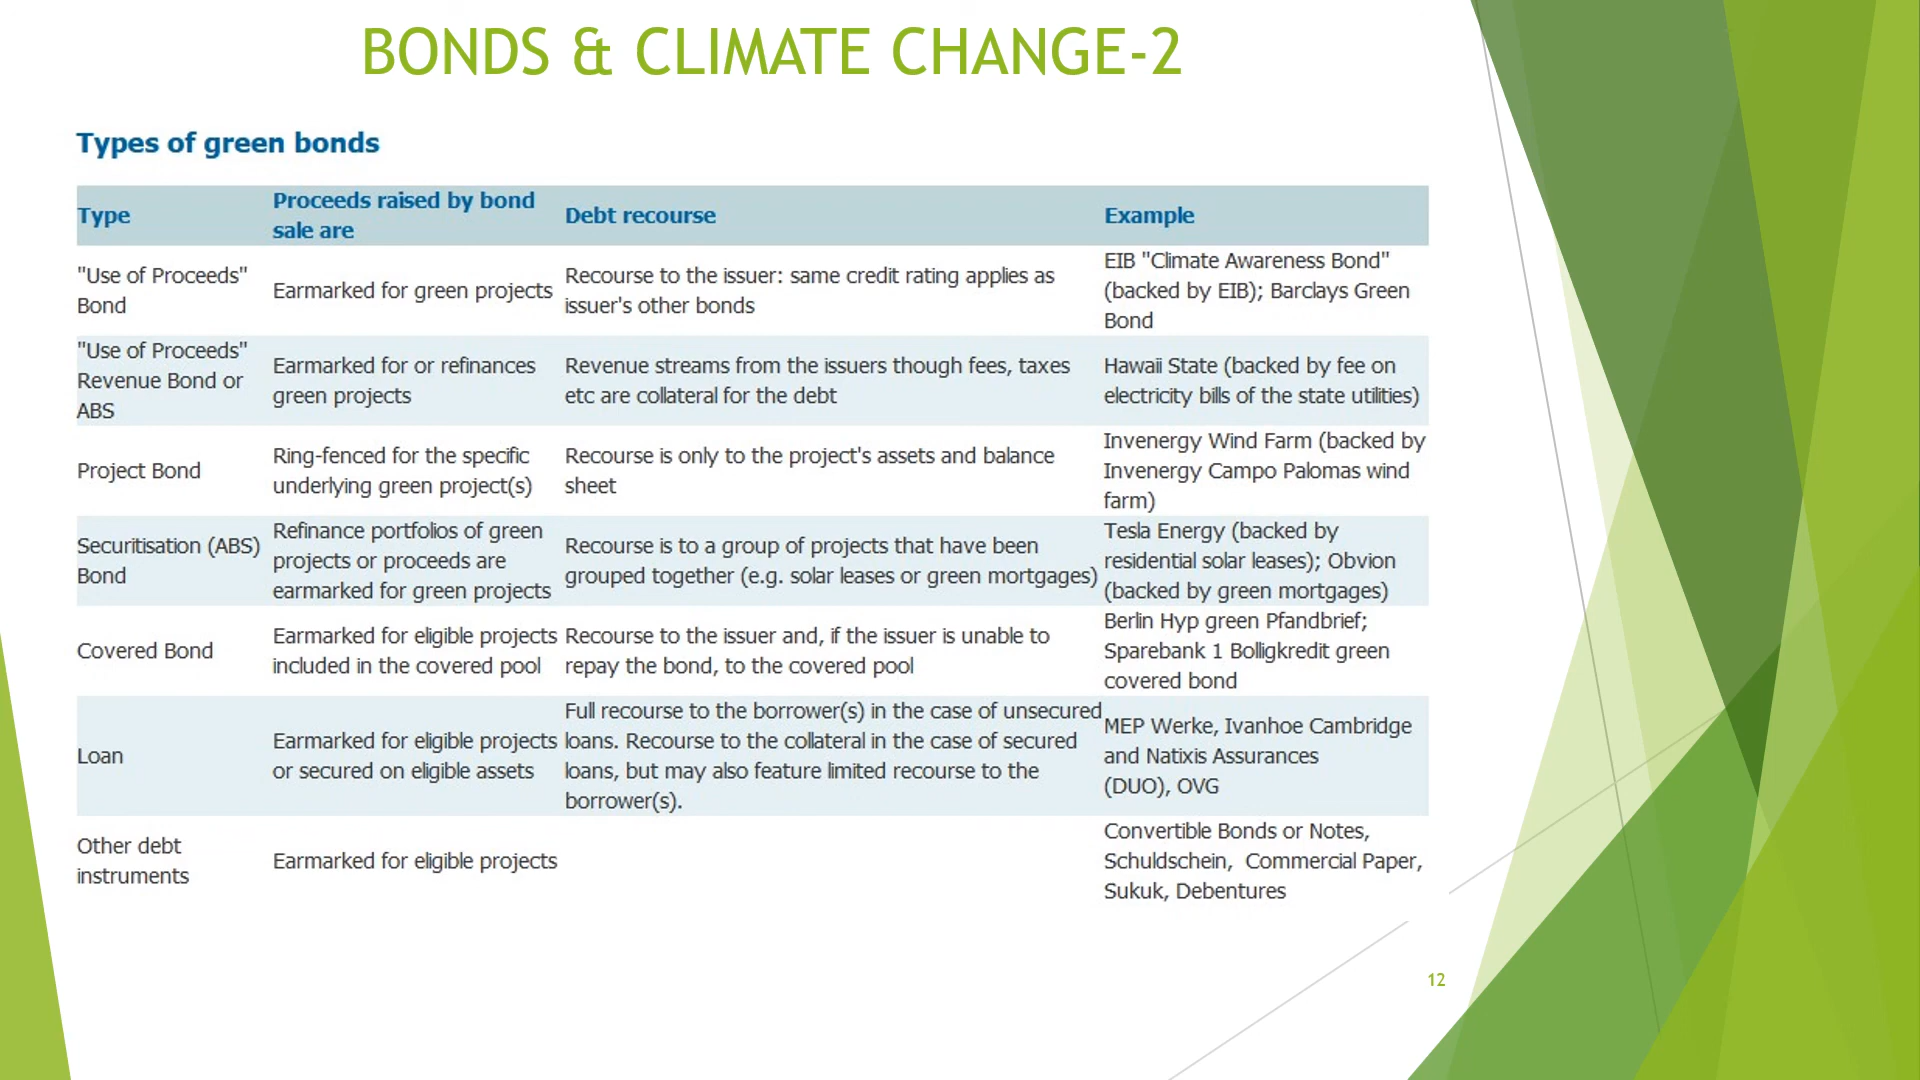 BONDS & CLIMATE CHANGE-2
Types of green bonds
Type
Proceeds raised by bond
sale are
Debt recourse
Example
"Use of Proceeds"
Bond
Earmarked for green projects
Recourse to the issuer: same credit rating applies as
issuer's other bonds
EIB "Climate Awareness Bond"
(backed by EIB); Barclays Green
Bond
"Use of Proceeds"
Revenue Bond or
ABS
Earmarked for or refinances
green projects
Revenue streams from the issuers though fees, taxes
etc are collateral for the debt
Hawaii State (backed by fee on
electricity bills of the state utilities)
Project Bond
Ring-fenced for the specific
underlying green project(s)
Recourse is only to the project's assets and balance
sheet
Invenergy Wind Farm (backed by
Invenergy Campo Palomas wind
farm)
Securitisation (ABS)
Bond
Refinance portfolios of green
projects or proceeds are
earmarked for green projects
Recourse is to a group of projects that have been
grouped together (e.g. solar leases or green mortgages)
Tesla Energy (backed by
residential solar leases); Obvion
(backed by green mortgages)
Covered Bond
Earmarked for eligible projects
included in the covered pool
Recourse to the issuer and, if the issuer is unable to
repay the bond, to the covered pool
Berlin Hyp green Pfandbrief;
Sparebank 1 Bolligkredit green
covered bond
Loan
Earmarked for eligible projects
or secured on eligible assets
Full recourse to the borrower(s) in the case of unsecured
loans. Recourse to the collateral in the case of secured
loans, but may also feature limited recourse to the
borrower(s).
MEP Werke, Ivanhoe Cambridge
and Natixis Assurances
(DUO), OVG
Other debt
instruments
Earmarked for eligible projects
Convertible Bonds or Notes,
Schuldschein, Commercial Paper,
Sukuk, Debentures
12